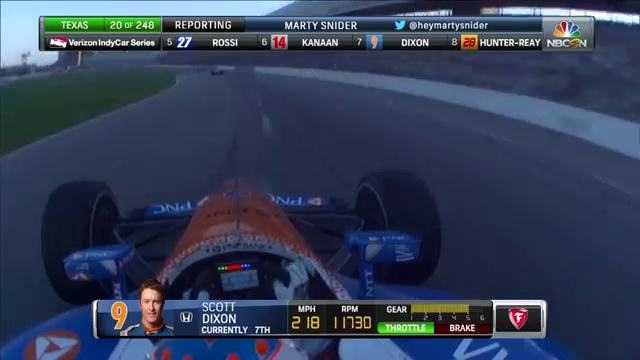 TEXAS 20 OF 248 REPORTING MARTY SNIDER @heymartysnider
Verizon IndyCar Series 5 27 ROSSI 6 14 KANAAN 7 9 DIXON 8 28 HUNTER-REAY NBCSN
PNC PNC
9 SCOTT DIXON CURRENTLY 7TH
MPH 218
RPM 11730
GEAR 1 2 3 4 5 6
THROTTLE BRAKE